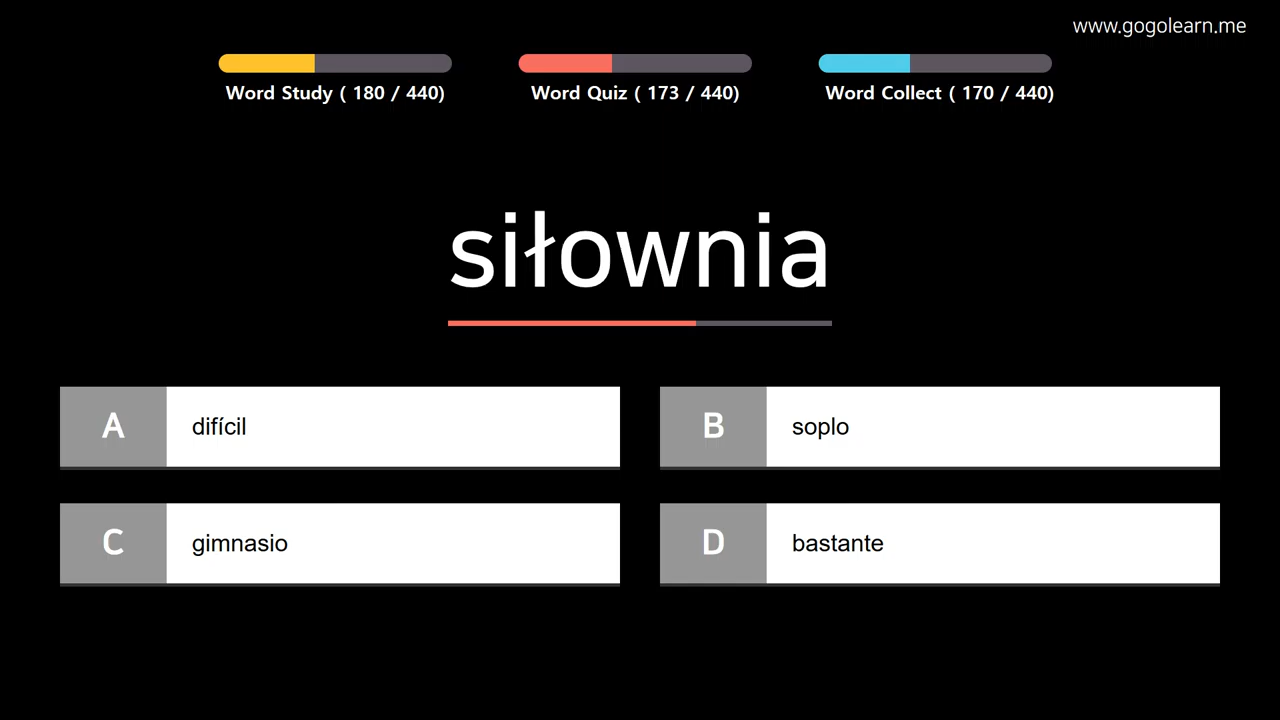 www.gogolearn.me
Word Study ( 180 / 440)
Word Quiz ( 173 / 440)
Word Collect ( 170 / 440)
siłownia
A difícil
B soplo
C gimnasio
D bastante